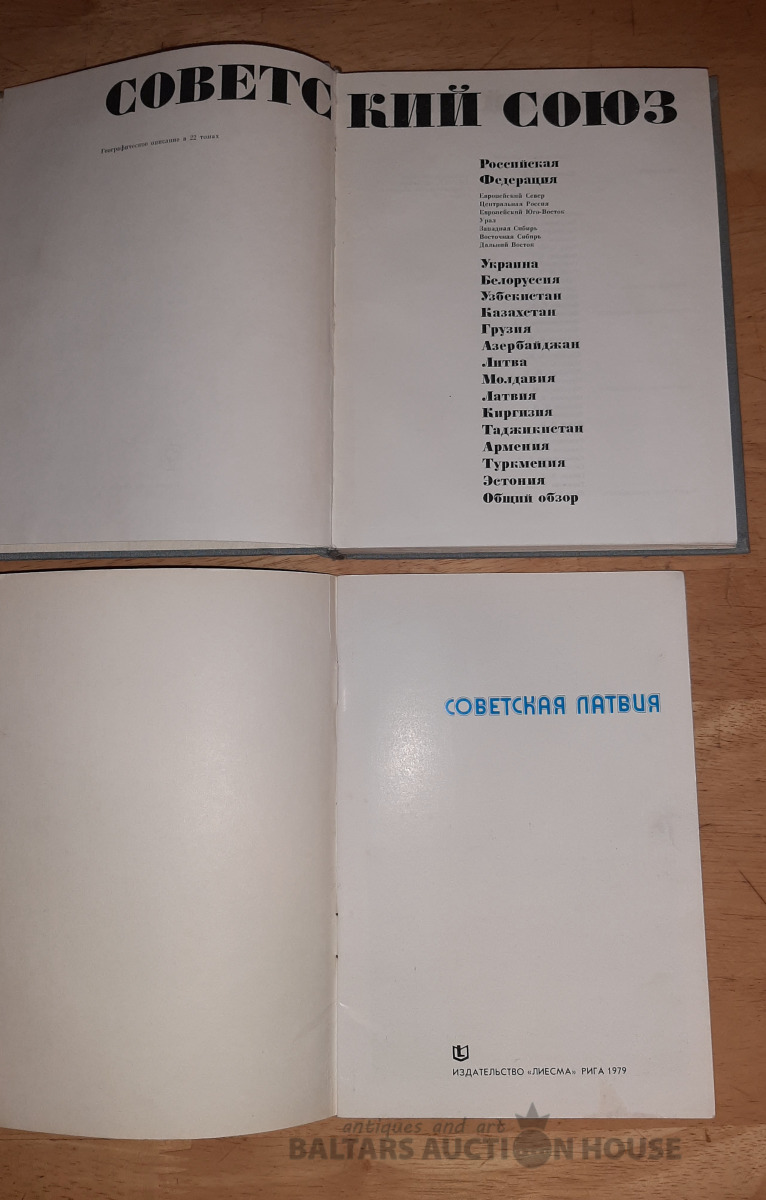 СОВЕТСКИЙ СОЮЗ
Географическое описание в 22 томах
Российская
Федерация
Европейский Север
Центральная Россия
Европейский Юго-Восток
Урал
Западная Сибирь
Восточная Сибирь
Дальний Восток
Украина
Белоруссия
Узбекистан
Казахстан
Грузия
Азербайджан
Литва
Молдавия
Латвия
Киргизия
Таджикистан
Армения
Туркмения
Эстония
Общий обзор
СОВЕТСКАЯ ЛАТВИЯ
ИЗДАТЕЛЬСТВО «ЛИЕСМА» РИГА 1979
antiques and art
BALTARS AUCTION HOUSE